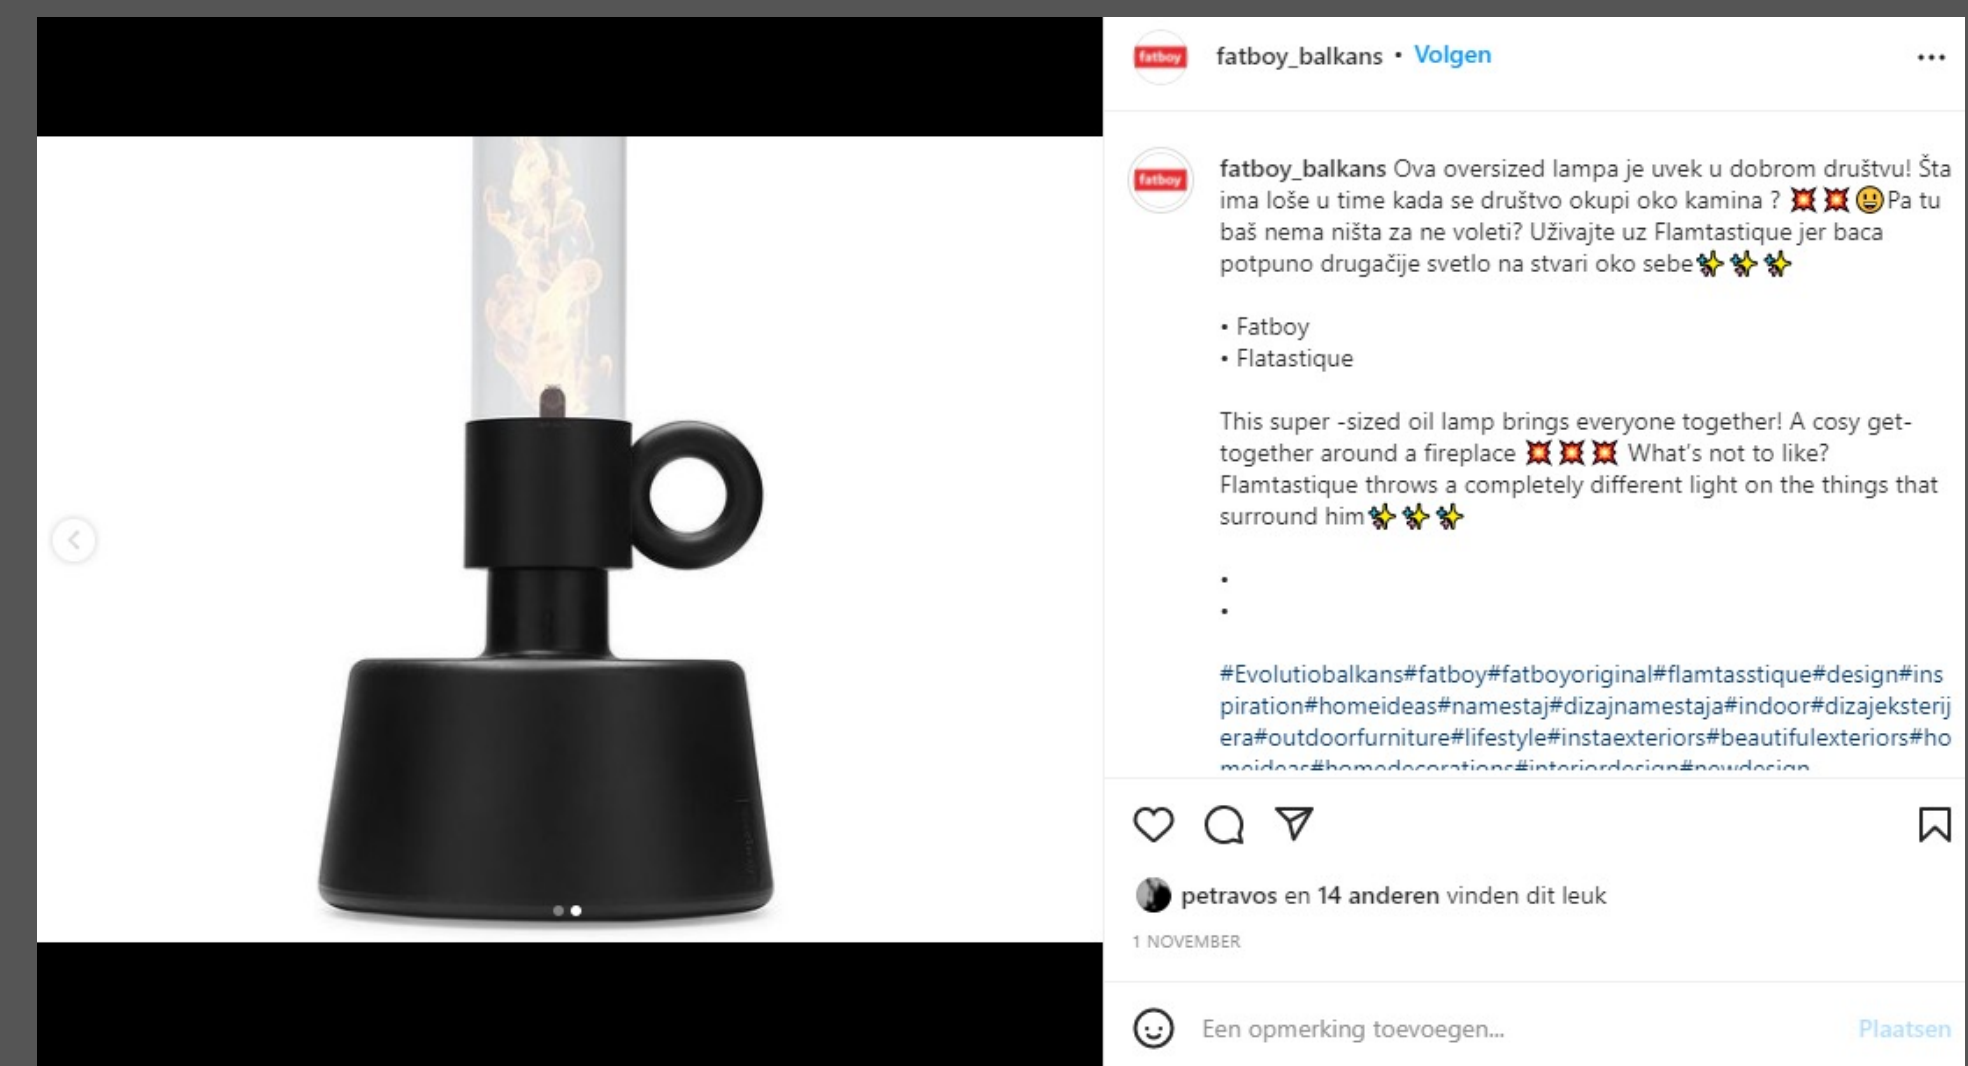 fatboy
fatboy_balkans • Volgen
fatboy
fatboy_balkans Ova oversized lampa je uvek u dobrom društvu! Šta
ima loše u time kada se društvo okupi oko kamina ? 💥💥😀Pa tu
baš nema ništa za ne voleti? Uživajte uz Flamtastique jer baca
potpuno drugačije svetlo na stvari oko sebe✨✨✨
• Fatboy
• Flatastique
This super -sized oil lamp brings everyone together! A cosy get-
together around a fireplace 💥💥💥 What's not to like?
Flamtastique throws a completely different light on the things that
surround him✨✨✨
•
•
#Evolutiobalkans#fatboy#fatboyoriginal#flamtasstique#design#ins
piration#homeideas#namestaj#dizajnamestaja#indoor#dizajeksterij
era#outdoorfurniture#lifestyle#instaexteriors#beautifulexteriors#ho
meideas#homedecorations#interiordesign#newdesign
petravos en 14 anderen vinden dit leuk
1 NOVEMBER
Een opmerking toevoegen...
Plaatsen